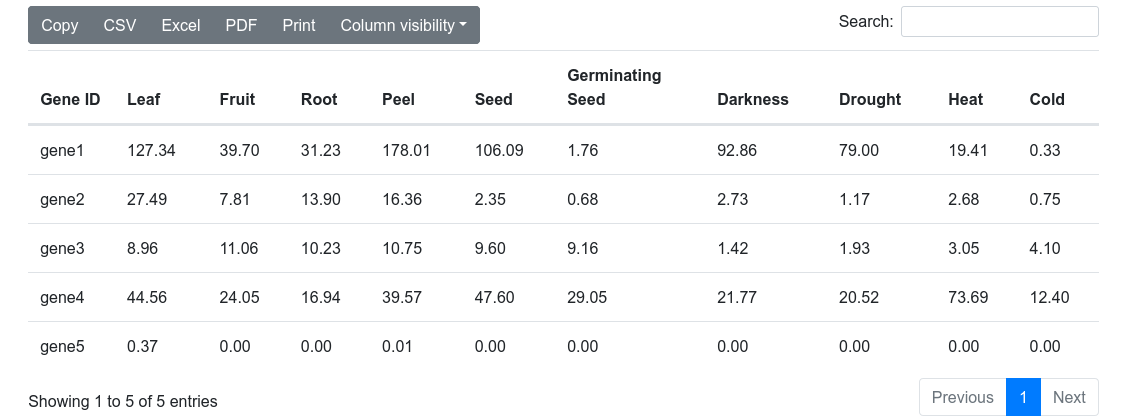 Copy CSV Excel PDF Print Column visibility
Search:
Gene ID Leaf Fruit Root Peel Seed Germinating Seed Darkness Drought Heat Cold
gene1 127.34 39.70 31.23 178.01 106.09 1.76 92.86 79.00 19.41 0.33
gene2 27.49 7.81 13.90 16.36 2.35 0.68 2.73 1.17 2.68 0.75
gene3 8.96 11.06 10.23 10.75 9.60 9.16 1.42 1.93 3.05 4.10
gene4 44.56 24.05 16.94 39.57 47.60 29.05 21.77 20.52 73.69 12.40
gene5 0.37 0.00 0.00 0.01 0.00 0.00 0.00 0.00 0.00 0.00
Showing 1 to 5 of 5 entries
Previous 1 Next